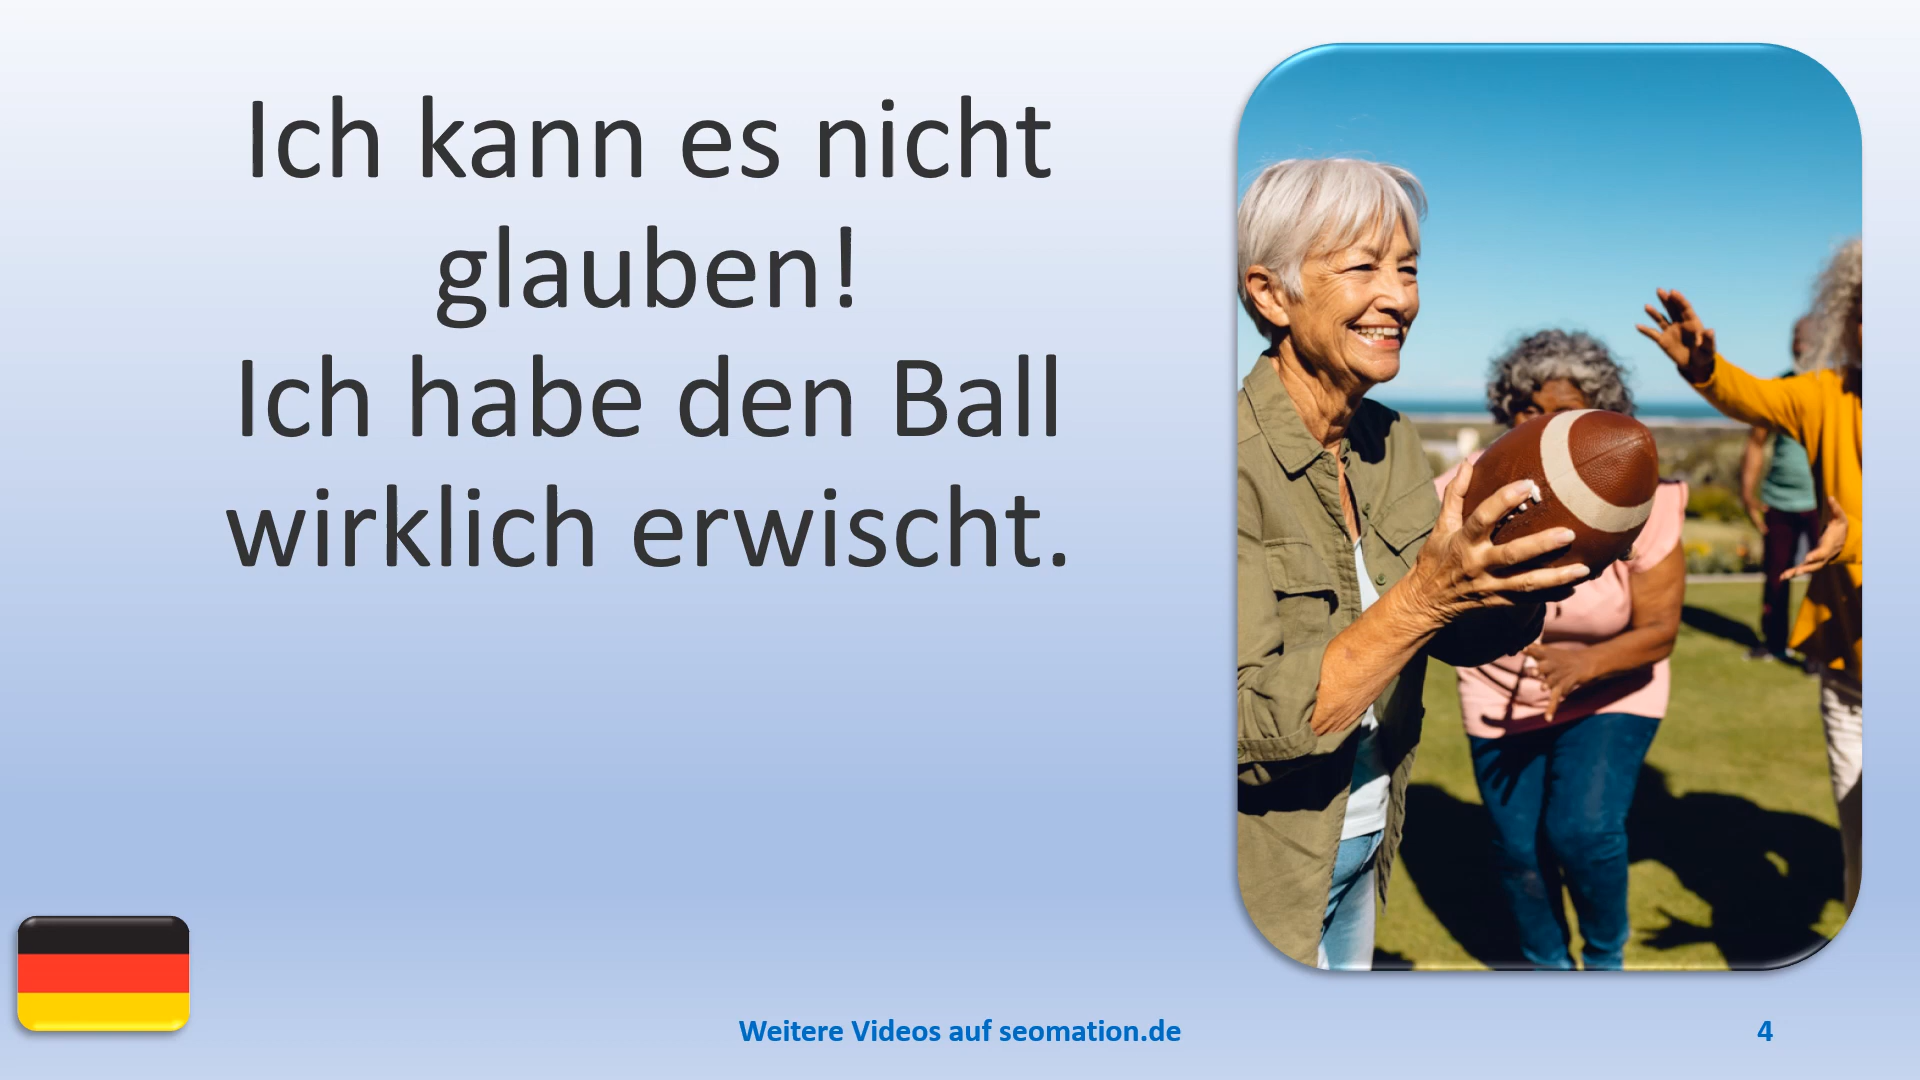 Ich kann es nicht
glauben!
Ich habe den Ball
wirklich erwischt.
Weitere Videos auf seomation.de
4